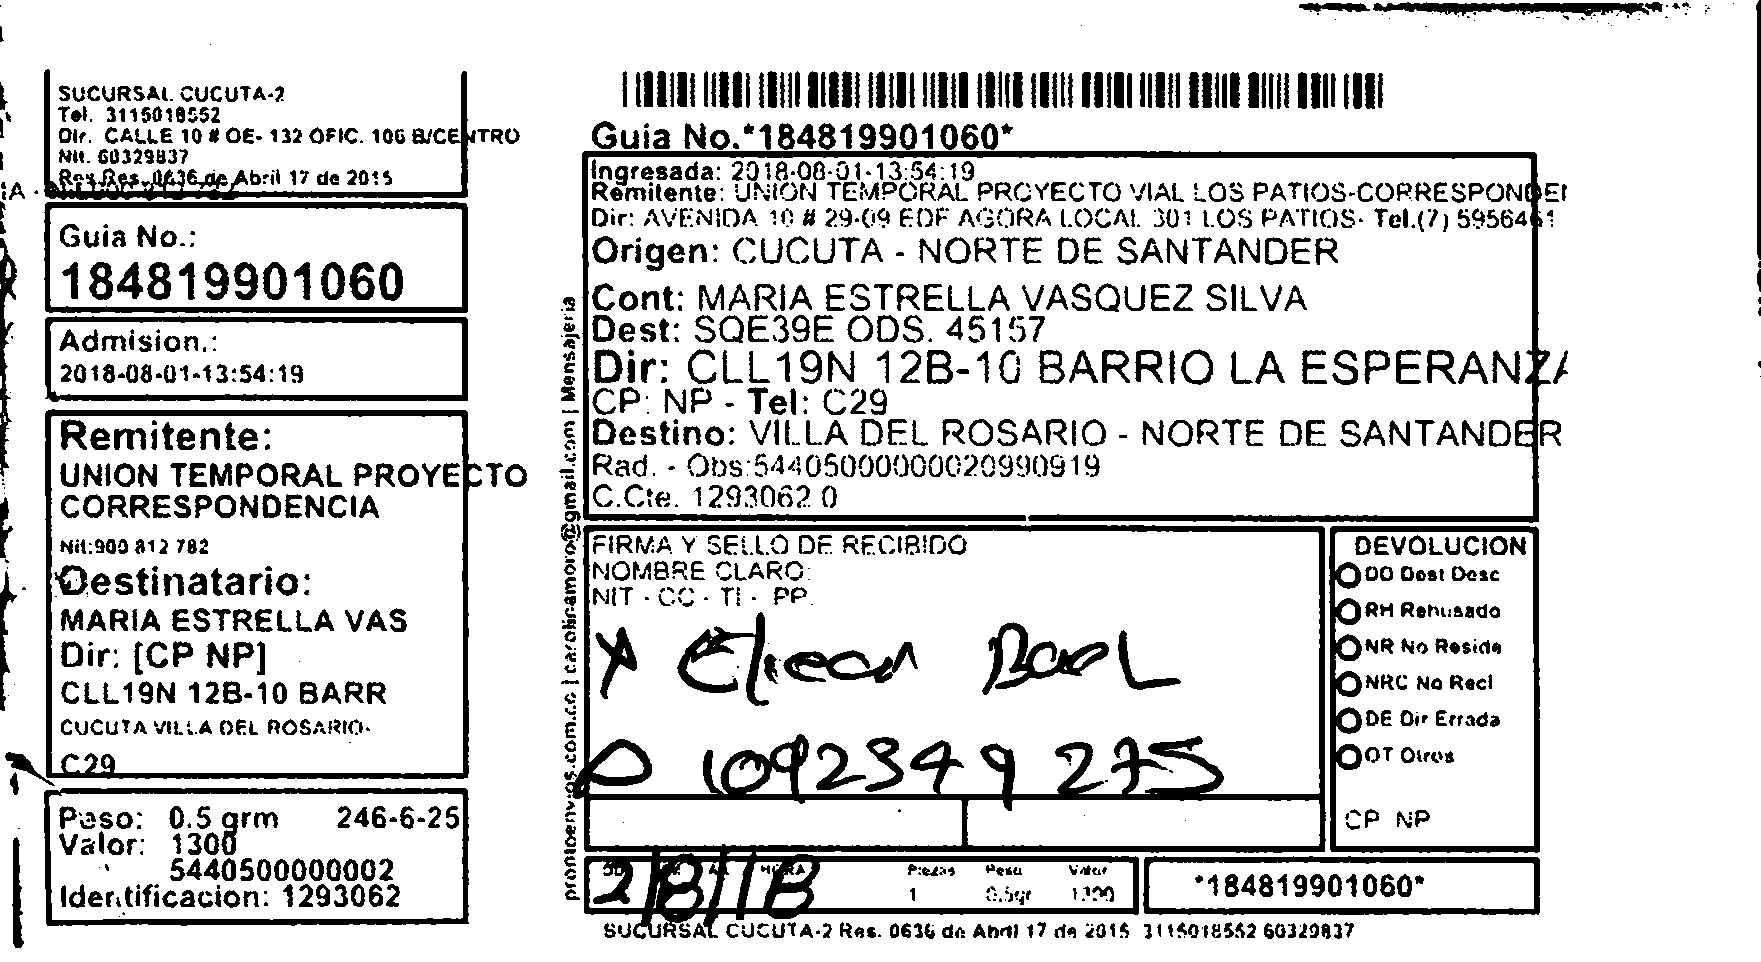 SUCURSAL CUCUTA-2
Tel. 3115018552
Dir. CALLE 10 # OE- 132 OFIC. 106 B/CENTRO
Nit. 60329837
Res.Res. 0636 de Abril 17 de 2015
Guia No.:
184819901060
Admision.:
2018-08-01-13:54:19
Remitente:
UNION TEMPORAL PROYECTO
CORRESPONDENCIA
Nit:900 812 782
Destinatario:
MARIA ESTRELLA VAS
Dir: [CP NP]
CLL19N 12B-10 BARR
CUCUTA VILLA DEL ROSARIO-
C29
Peso: 0.5 grm 246-6-25
Valor: 1300
5440500000002
Identificacion: 1293062
prontoenvios.com.co | carolincamoro@gmail.com | Mensajeria
Guia No.*184819901060*
Ingresada: 2018-08-01-13:54:19
Remitente: UNION TEMPORAL PROYECTO VIAL LOS PATIOS-CORRESPONDEN
Dir: AVENIDA 10 # 29-09 EDF AGORA LOCAL 301 LOS PATIOS- Tel.(7) 5956461
Origen: CUCUTA - NORTE DE SANTANDER
Cont: MARIA ESTRELLA VASQUEZ SILVA
Dest: SQE39E ODS. 45157
Dir: CLL19N 12B-10 BARRIO LA ESPERANZA
CP: NP - Tel: C29
Destino: VILLA DEL ROSARIO - NORTE DE SANTANDER
Rad. - Obs:54405000000020990919
C.Cte. 1293062 0
FIRMA Y SELLO DE RECIBIDO
NOMBRE CLARO:
NIT - CC - TI - PP.
1092349275
DEVOLUCION
DD Dest Desc
RH Rehusado
NR No Reside
NRC No Recl
DE Dir Errada
OT Otros
CP NP
HORA Piezas Peso Valor
2/8/18 1 0.5gr 1300
*184819901060*
SUCURSAL CUCUTA-2 Res. 0636 de Abril 17 de 2015 3115018552 60329837